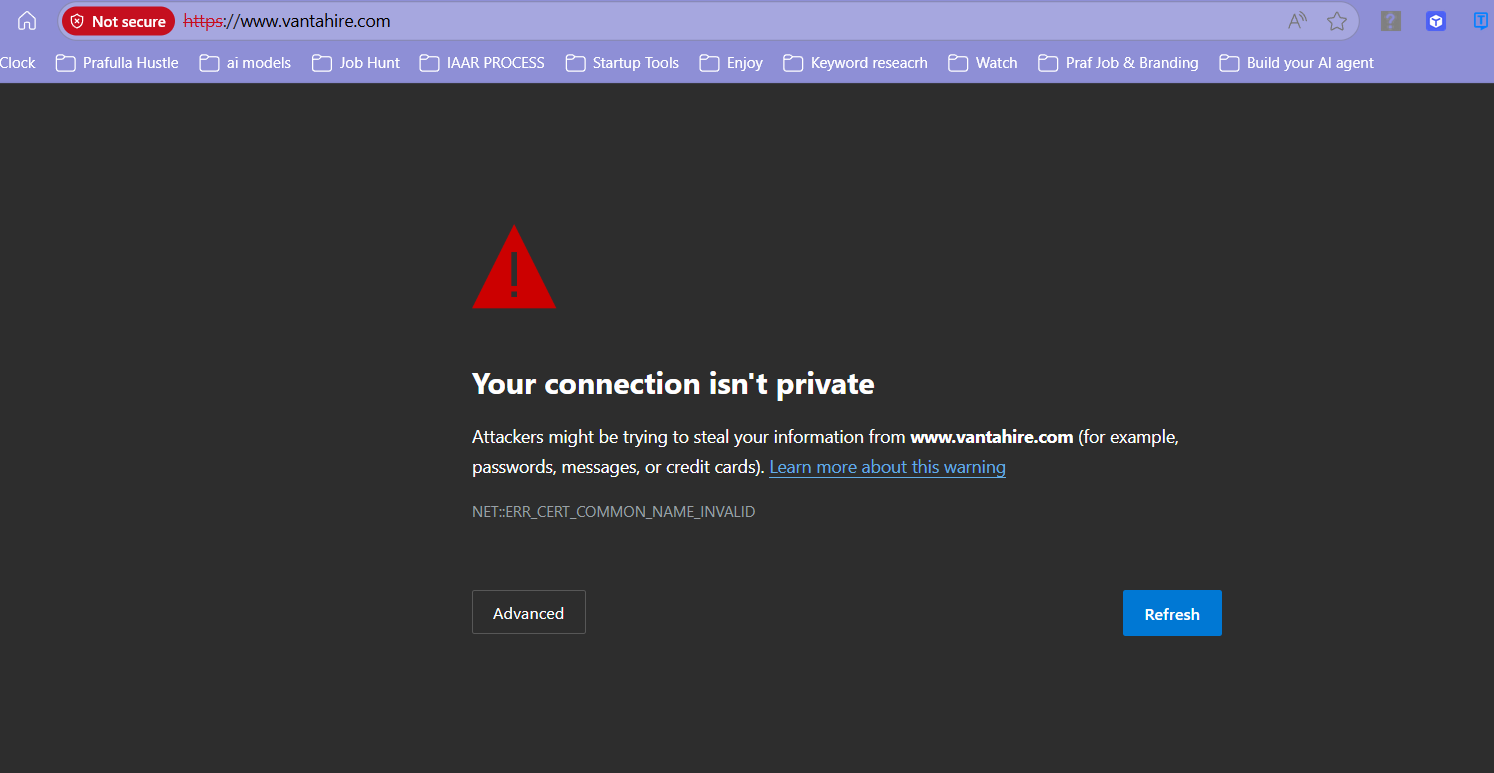 Not secure https://www.vantahire.com
Clock Prafulla Hustle ai models Job Hunt IAAR PROCESS Startup Tools Enjoy Keyword reseacrh Watch Praf Job & Branding Build your AI agent
Your connection isn't private
Attackers might be trying to steal your information from www.vantahire.com (for example,
passwords, messages, or credit cards). Learn more about this warning
NET::ERR_CERT_COMMON_NAME_INVALID
Advanced Refresh